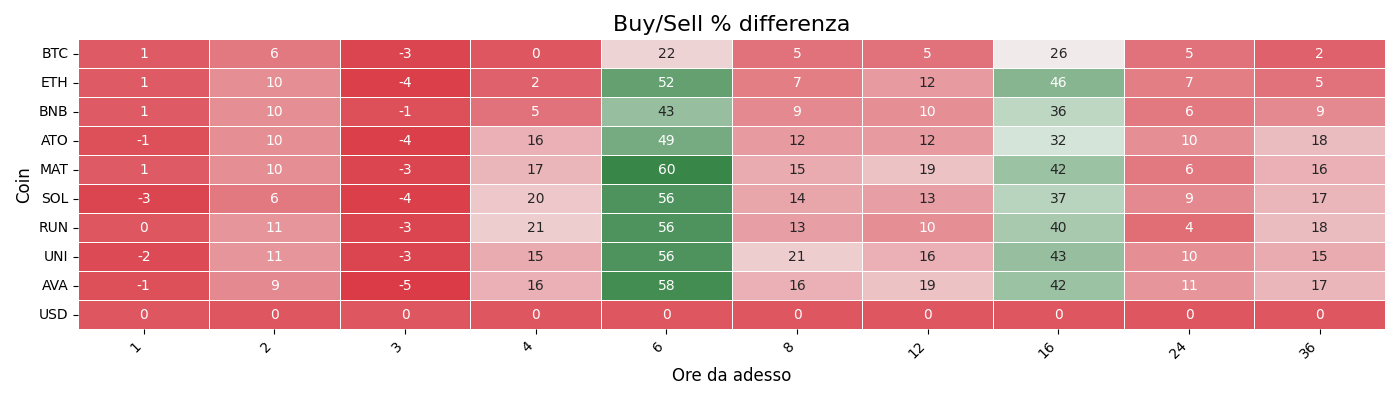 Buy/Sell % differenza
Coin
BTC 1 6 -3 0 22 5 5 26 5 2
ETH 1 10 -4 2 52 7 12 46 7 5
BNB 1 10 -1 5 43 9 10 36 6 9
ATO -1 10 -4 16 49 12 12 32 10 18
MAT 1 10 -3 17 60 15 19 42 6 16
SOL -3 6 -4 20 56 14 13 37 9 17
RUN 0 11 -3 21 56 13 10 40 4 18
UNI -2 11 -3 15 56 21 16 43 10 15
AVA -1 9 -5 16 58 16 19 42 11 17
USD 0 0 0 0 0 0 0 0 0 0
1 2 3 4 6 8 12 16 24 36
Ore da adesso